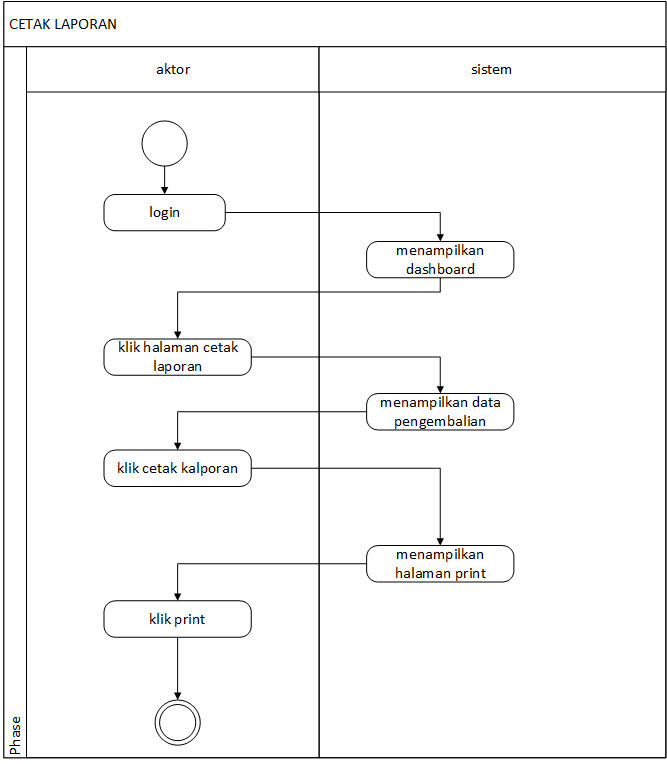 CETAK LAPORAN
aktor
sistem
login
menampilkan
dashboard
klik halaman cetak
laporan
menampilkan data
pengembalian
klik cetak kalporan
menampilkan
halaman print
klik print
Phase